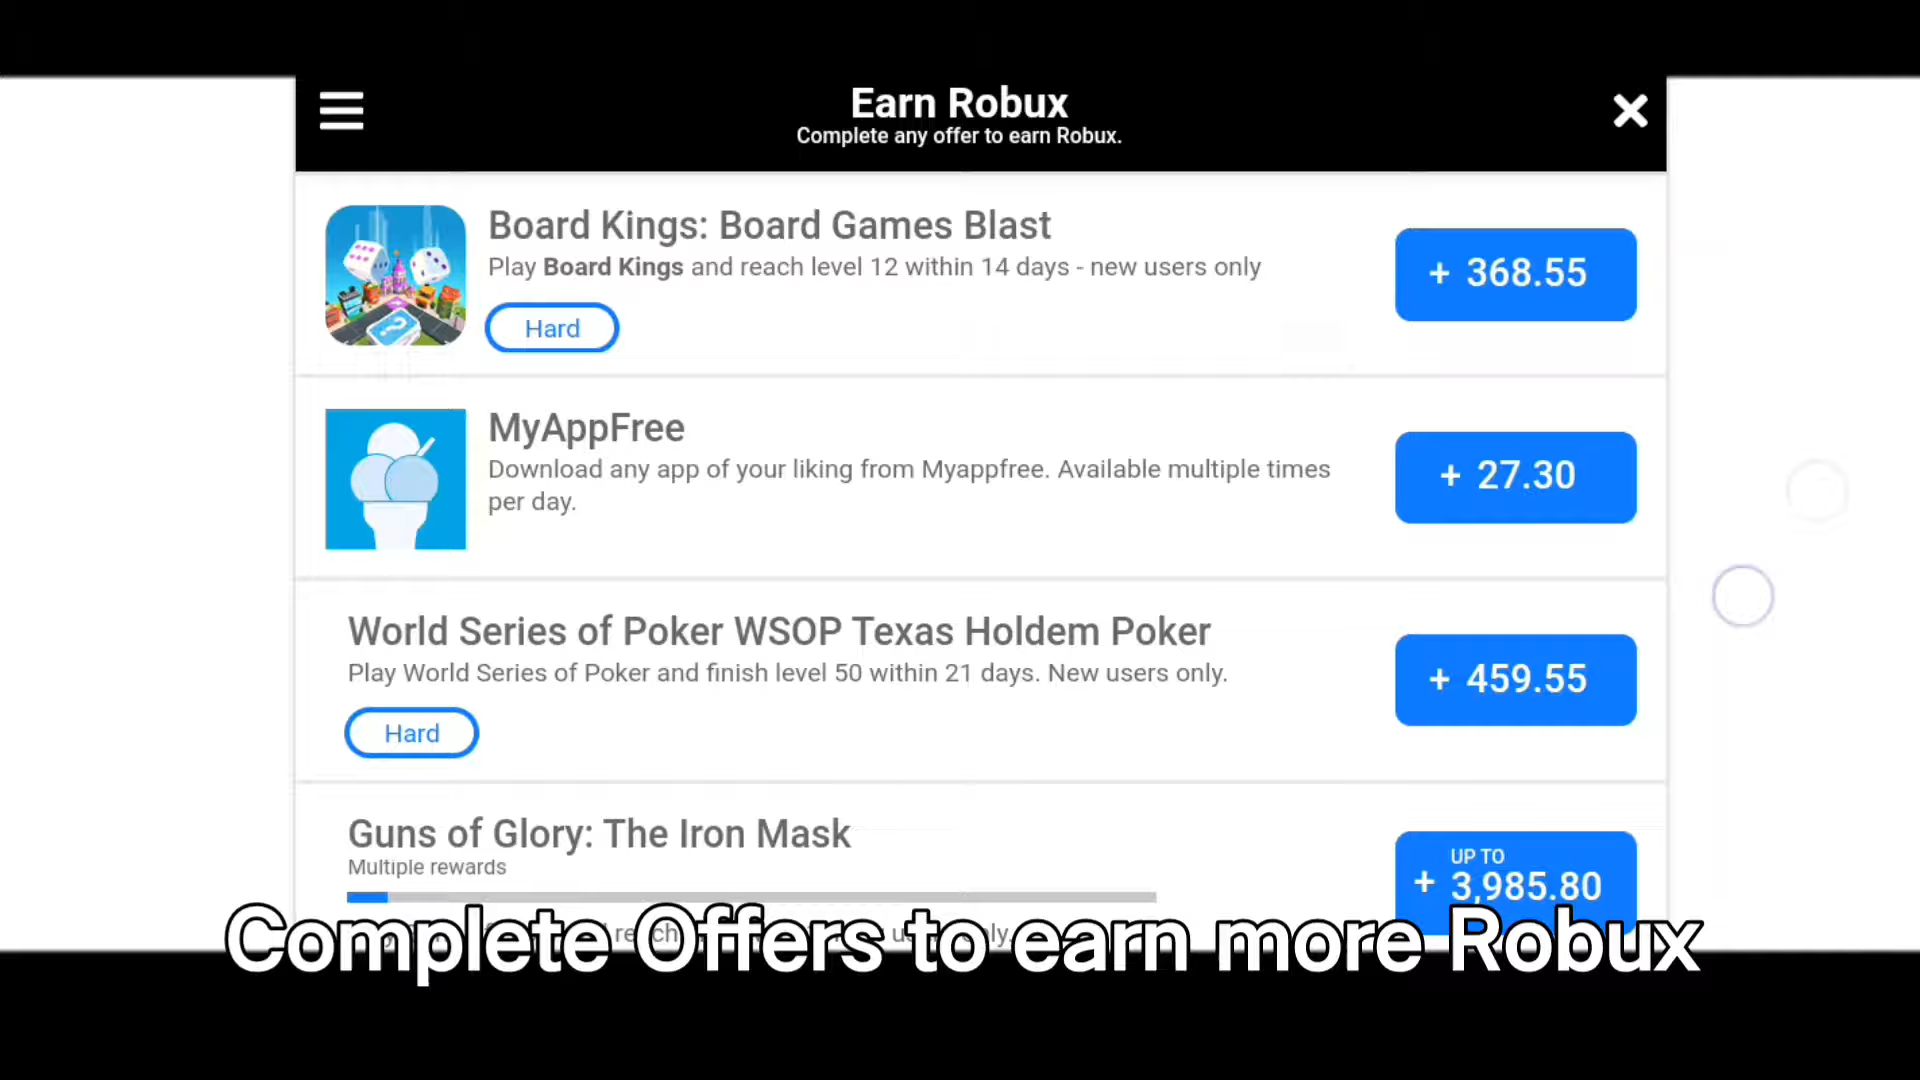 Earn Robux
Complete any offer to earn Robux.
Board Kings: Board Games Blast
Play Board Kings and reach level 12 within 14 days - new users only
Hard
+ 368.55
MyAppFree
Download any app of your liking from Myappfree. Available multiple times
per day.
+ 27.30
World Series of Poker WSOP Texas Holdem Poker
Play World Series of Poker and finish level 50 within 21 days. New users only.
Hard
+ 459.55
Guns of Glory: The Iron Mask
Multiple rewards
UP TO
+ 3,985.80
Complete Offers to earn more Robux